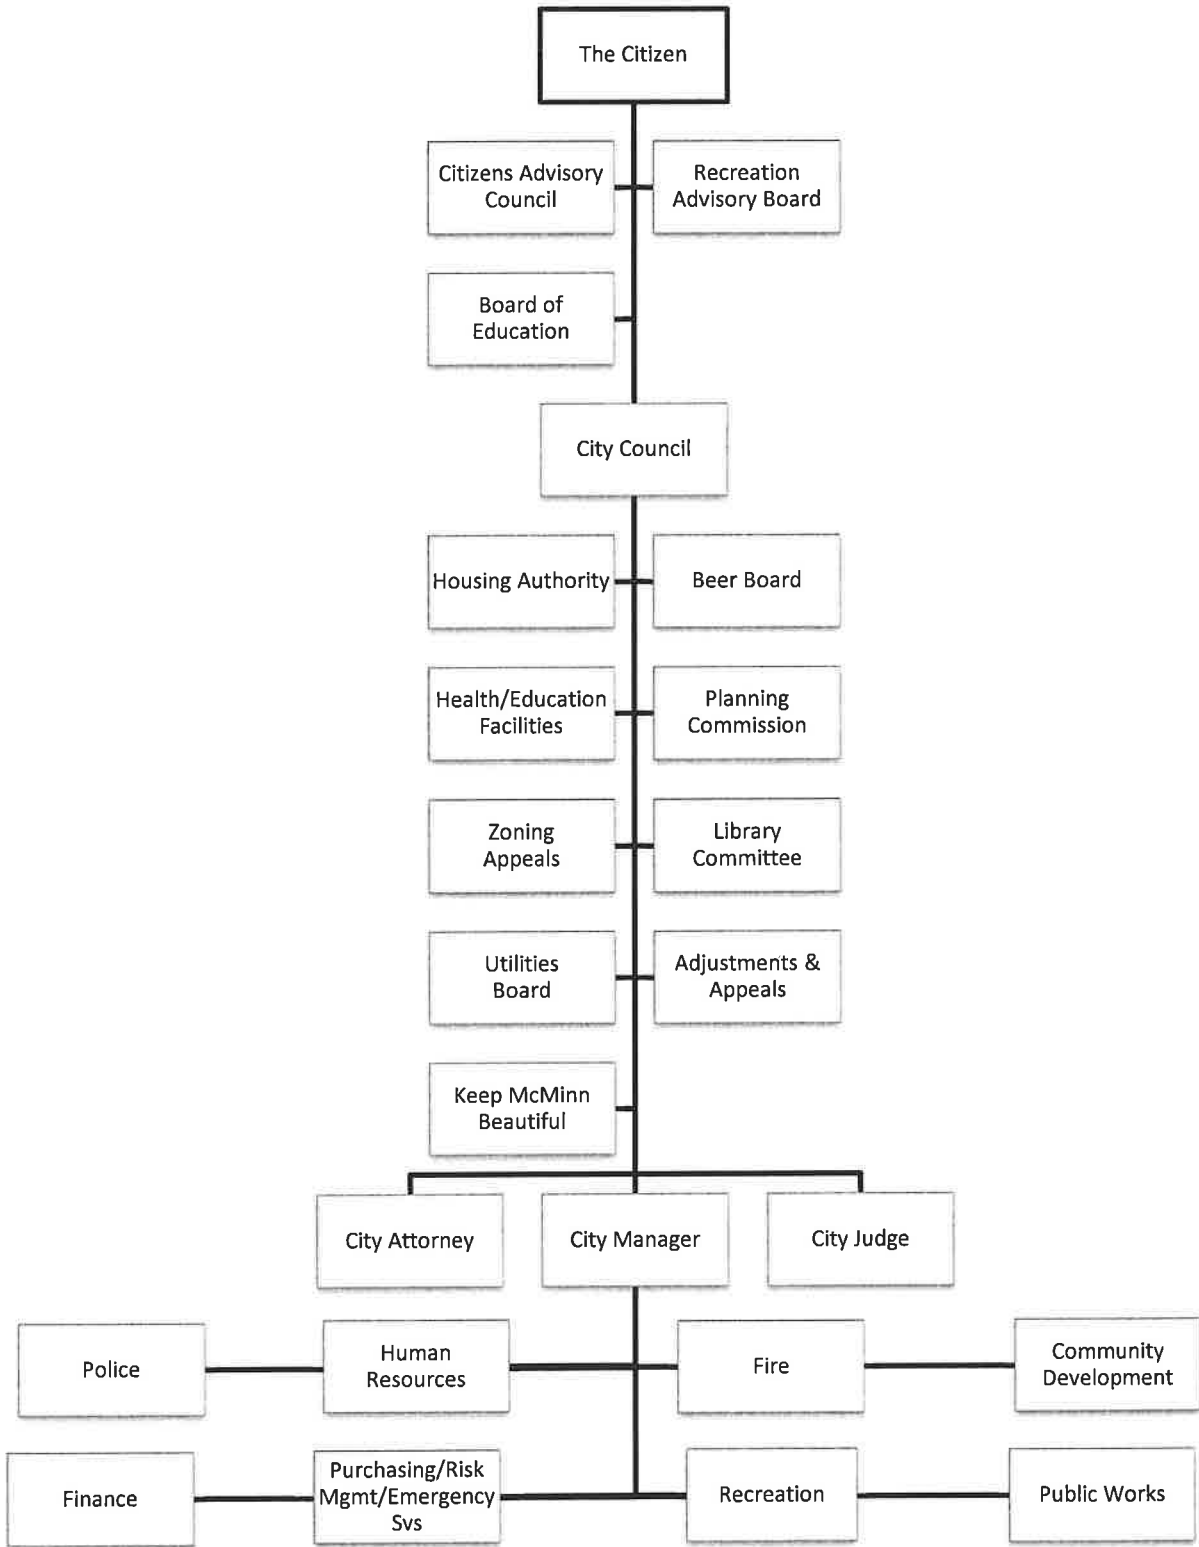 The Citizen
Citizens Advisory
Council
Recreation
Advisory Board
Board of
Education
City Council
Housing Authority
Beer Board
Health/Education
Facilities
Planning
Commission
Zoning
Appeals
Library
Committee
Utilities
Board
Adjustments &
Appeals
Keep McMinn
Beautiful
City Attorney
City Manager
City Judge
Police
Human
Resources
Fire
Community
Development
Finance
Purchasing/Risk
Mgmt/Emergency
Svs
Recreation
Public Works